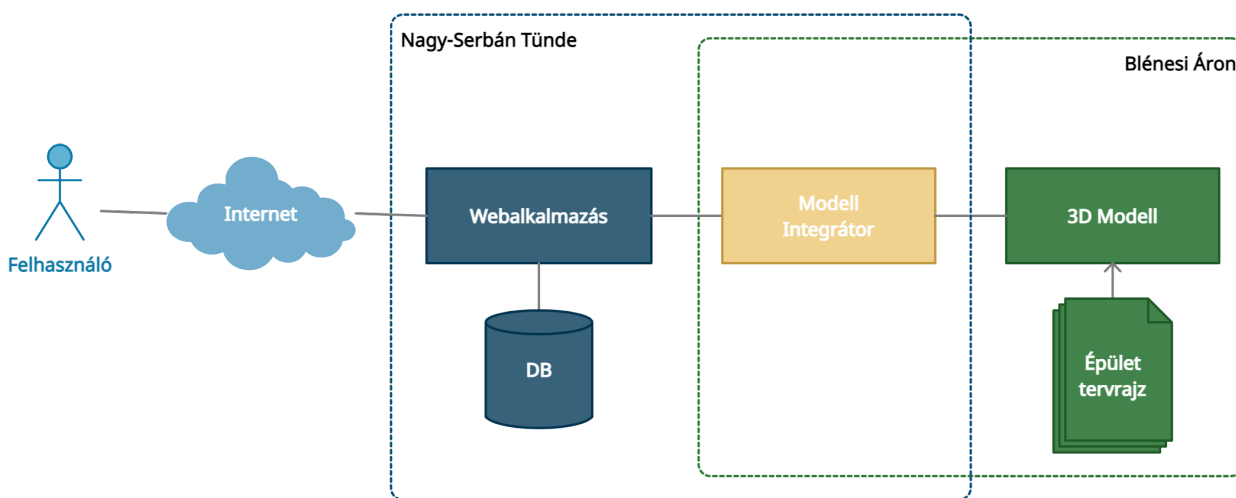 Nagy-Serbán Tünde
Blénesi Áron
Felhasználó
Internet
Webalkalmazás
Modell
Integrátor
3D Modell
DB
Épület
tervrajz